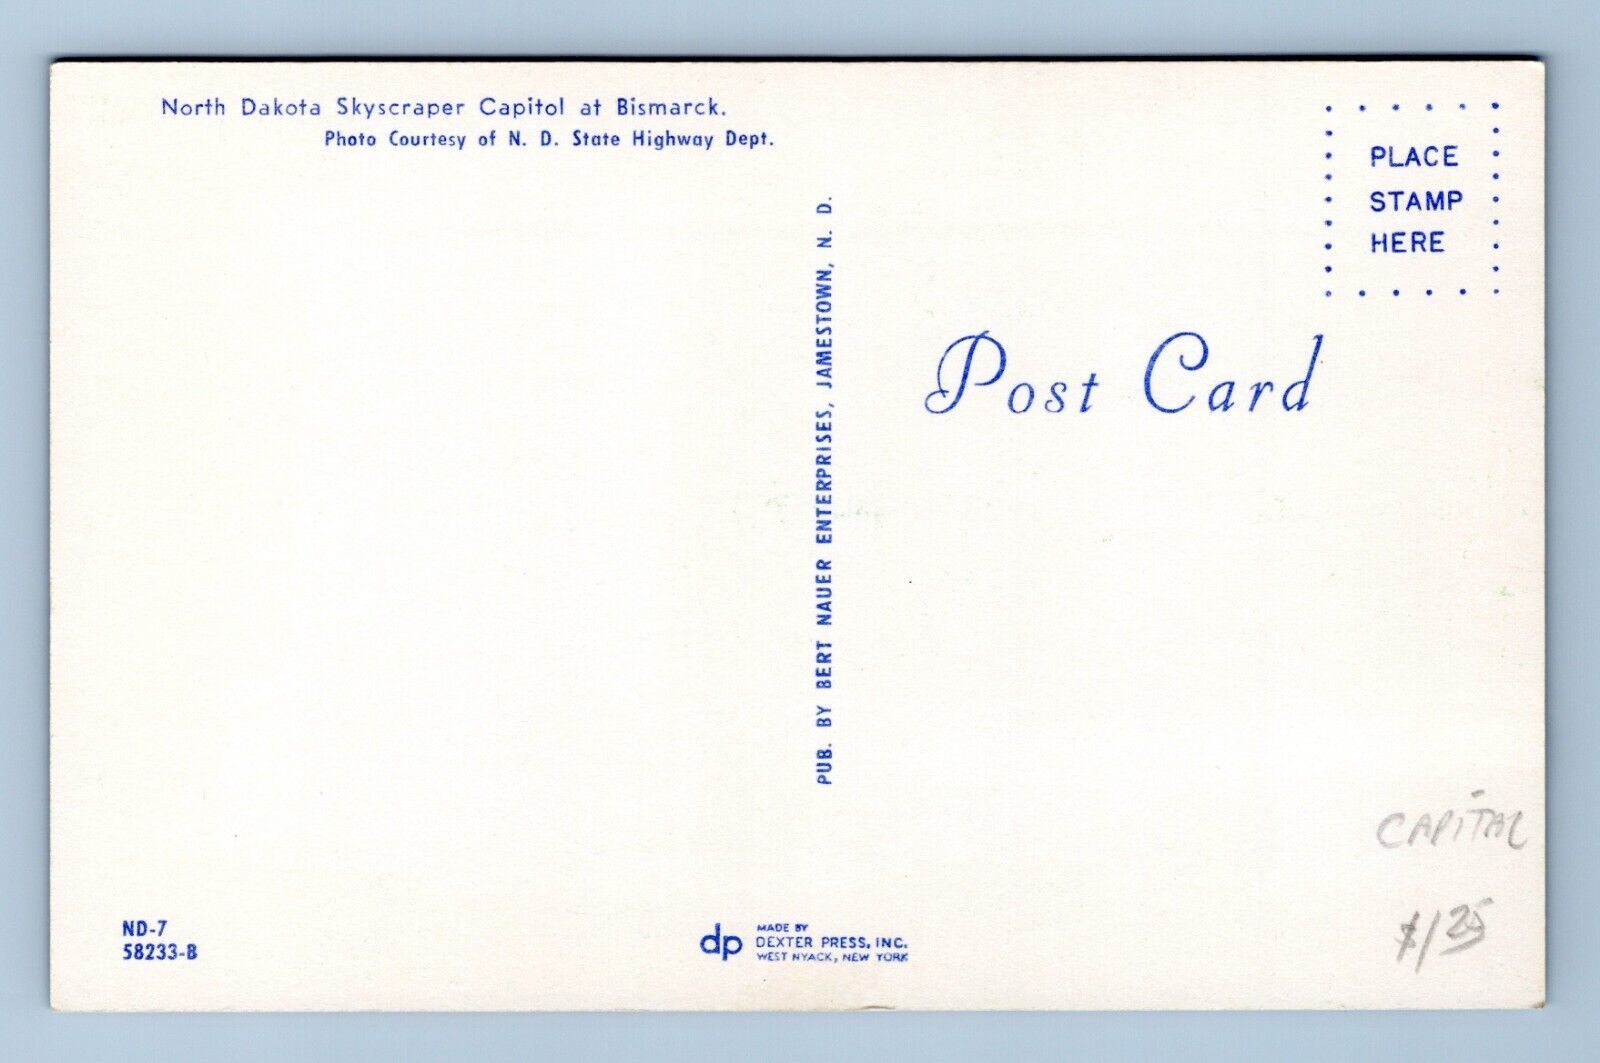 North Dakota Skyscraper Capitol at Bismarck.
Photo Courtesy of N. D. State Highway Dept.
PLACE
STAMP
HERE
Post Card
PUB. BY BERT NAUER ENTERPRISES, JAMESTOWN, N. D.
CAPITAL
$1 25
ND-7
58233-B
dp
MADE BY
DEXTER PRESS, INC.
WEST NYACK, NEW YORK